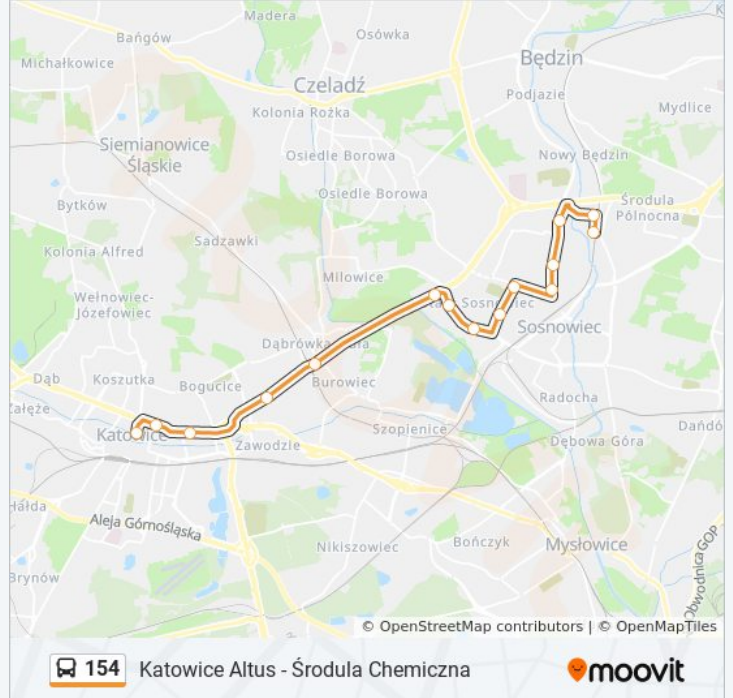 Madera
Osówka
Bańgów
Będzin
Michałkowice
Czeladź
Podjazie
Kolonia Rożka
Mydlice
Siemianowice
Śląskie
Osiedle Borowa
Nowy Będzin
Osiedle Borowa
Środula
Północna
Bytków
Sadzawki
Kolonia Alfred
Milowice
Wełnowiec-
Józefowiec
Sosnowiec
Sosnowiec
Dąbrówka
Dąb
Koszutka
Bogucice
Burowiec
Radocha
Załęże
Katowice
Zawodzie
Szopienice
Dąbrowa Góra
Dańdó
Hałda
Aleja Górnośląska
Nikiszowiec
Bończyk
Mysłowice
Brynów
Obwodnica GOP
© OpenStreetMap contributors | © OpenMapTiles
154 Katowice Altus - Środula Chemiczna
moovit